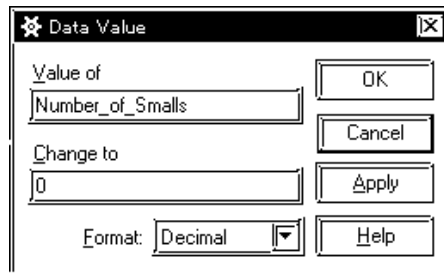 Data Value
Value of
Number_of_Smalls
OK
Cancel
Change to
0
Apply
Format: Decimal
Help